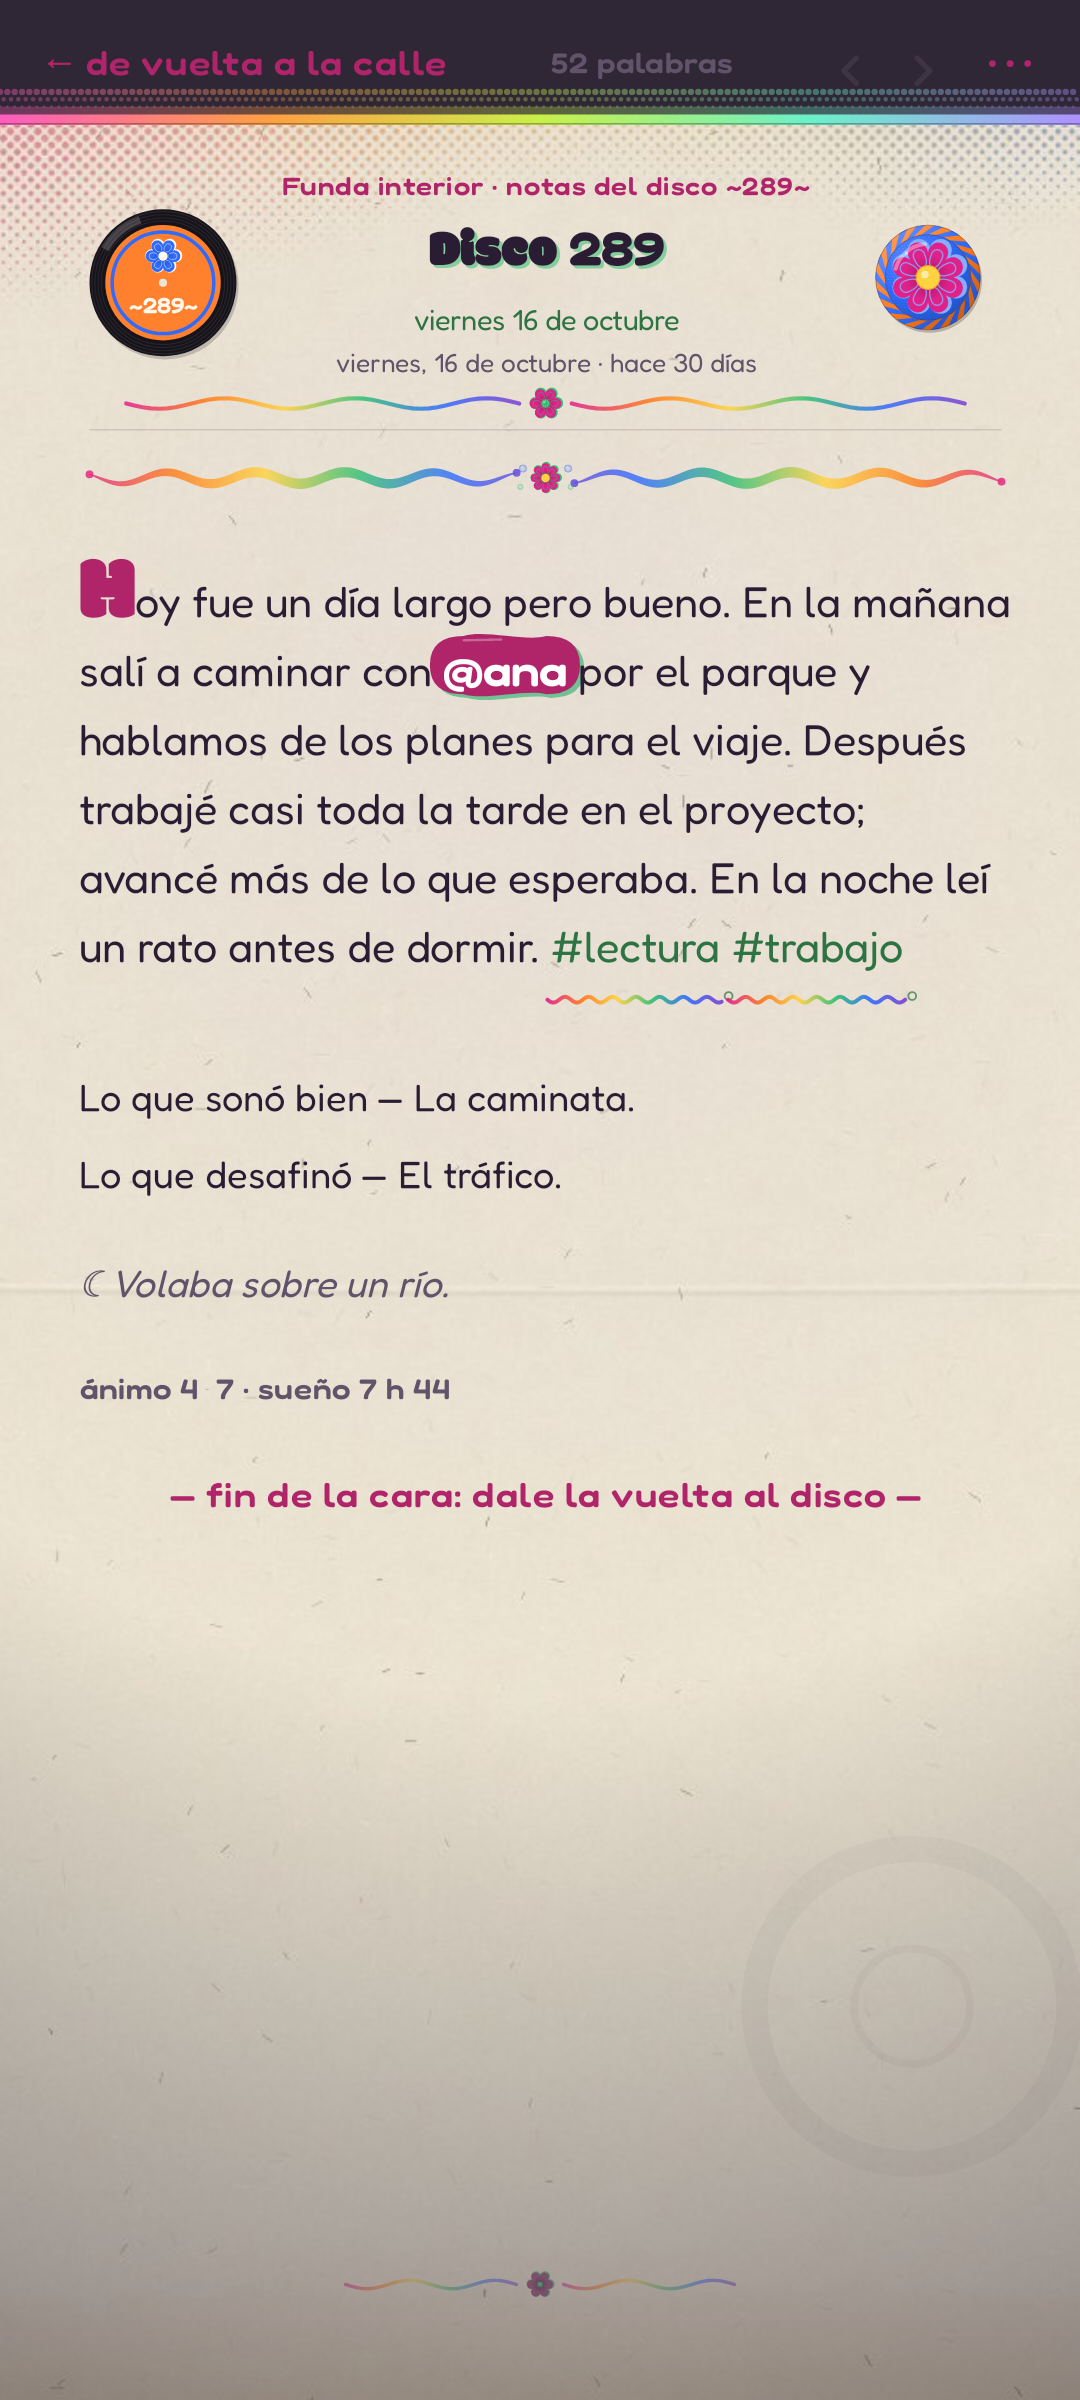 ← de vuelta a la calle 52 palabras
Funda interior · notas del disco ~289~
~289~
Disco 289
viernes 16 de octubre
viernes, 16 de octubre · hace 30 días
Hoy fue un día largo pero bueno. En la mañana
salí a caminar con @ana por el parque y
hablamos de los planes para el viaje. Después
trabajé casi toda la tarde en el proyecto;
avancé más de lo que esperaba. En la noche leí
un rato antes de dormir. #lectura #trabajo
Lo que sonó bien — La caminata.
Lo que desafinó — El tráfico.
☾ Volaba sobre un río.
ánimo 4 · 7 · sueño 7 h 44
— fin de la cara: dale la vuelta al disco —